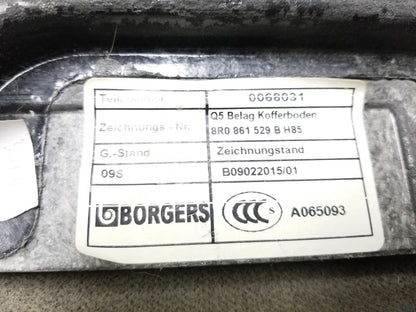 0068031
Q5 Belag Kofferboden
Zeichnungs - Nr. 8R0 861 529 B H85
G.-Stand Zeichnungstand
09S B09022015/01
BORGERS CCC S A065093